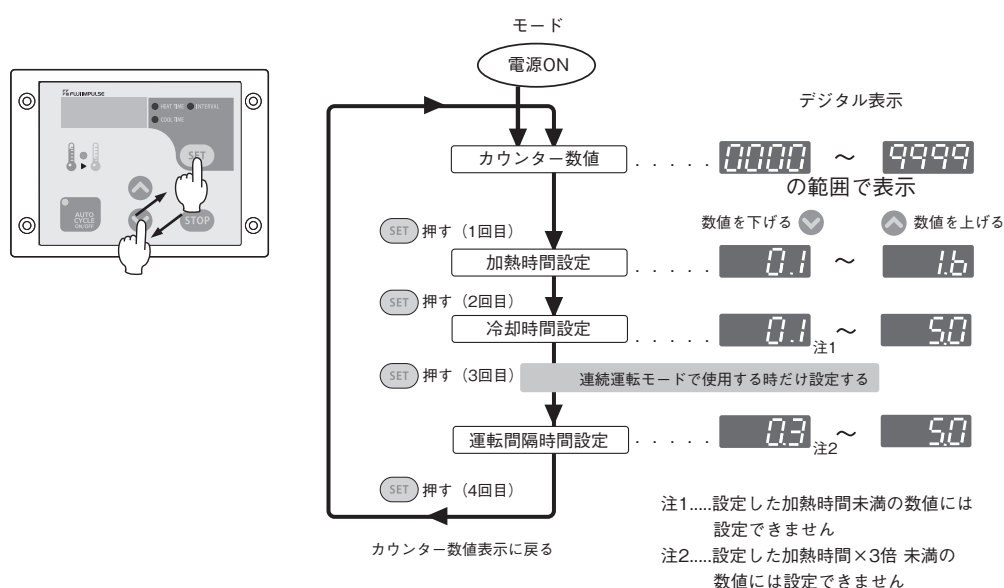 モード
電源ON
FUJI IMPULSE
HEAT TIME
INTERVAL
COOL TIME
SET
AUTO
CYCLE
ON/OFF
STOP
デジタル表示
カウンター数値 . . . . . 0000 ～ 9999
の範囲で表示
数値を下げる 数値を上げる
SET 押す（1回目）
加熱時間設定 . . . . . 0.1 ～ 1.6
SET 押す（2回目）
冷却時間設定 . . . . . 0.1 注1 ～ 5.0
SET 押す（3回目） 連続運転モードで使用する時だけ設定する
運転間隔時間設定 . . . . . 0.3 注2 ～ 5.0
SET 押す（4回目）
カウンター数値表示に戻る
注1.....設定した加熱時間未満の数値には
設定できません
注2.....設定した加熱時間×3倍 未満の
数値には設定できません